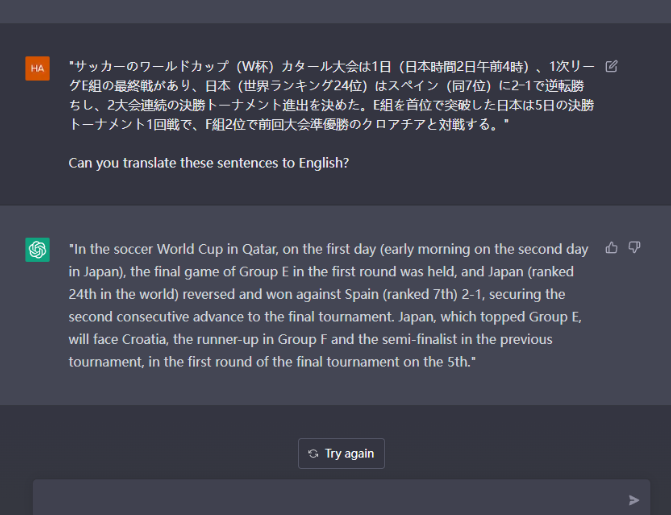 HA
"サッカーのワールドカップ（W杯）カタール大会は1日（日本時間2日午前4時）、1次リー
グE組の最終戦があり、日本（世界ランキング24位）はスペイン（同7位）に2-1で逆転勝
ちし、2大会連続の決勝トーナメント進出を決めた。E組を首位で突破した日本は5日の決勝
トーナメント1回戦で、F組2位で前回大会準優勝のクロアチアと対戦する。"
Can you translate these sentences to English?
"In the soccer World Cup in Qatar, on the first day (early morning on the second day
in Japan), the final game of Group E in the first round was held, and Japan (ranked
24th in the world) reversed and won against Spain (ranked 7th) 2-1, securing the
second consecutive advance to the final tournament. Japan, which topped Group E,
will face Croatia, the runner-up in Group F and the semi-finalist in the previous
tournament, in the first round of the final tournament on the 5th."
Try again